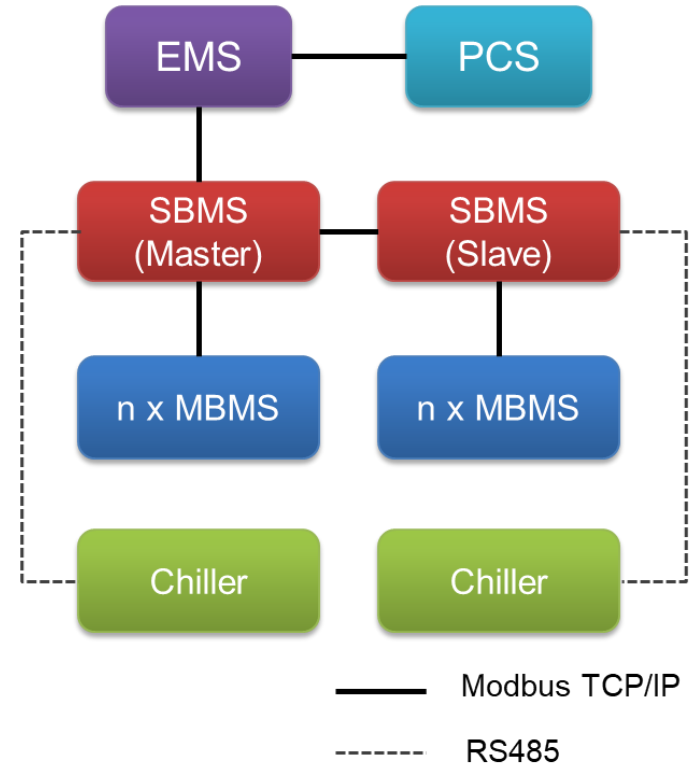 EMS
PCS
SBMS
(Master)
SBMS
(Slave)
n x MBMS
n x MBMS
Chiller
Chiller
Modbus TCP/IP
RS485